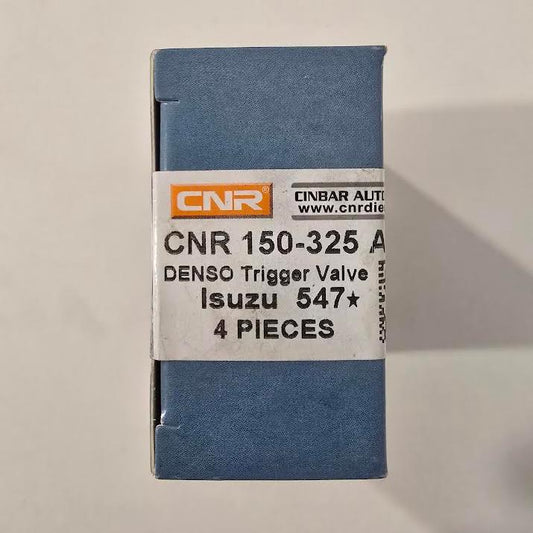 CNR®
CINBAR AUTO
www.cnrdie
CNR 150-325 A
DENSO Trigger Valve
Isuzu 547★
4 PIECES